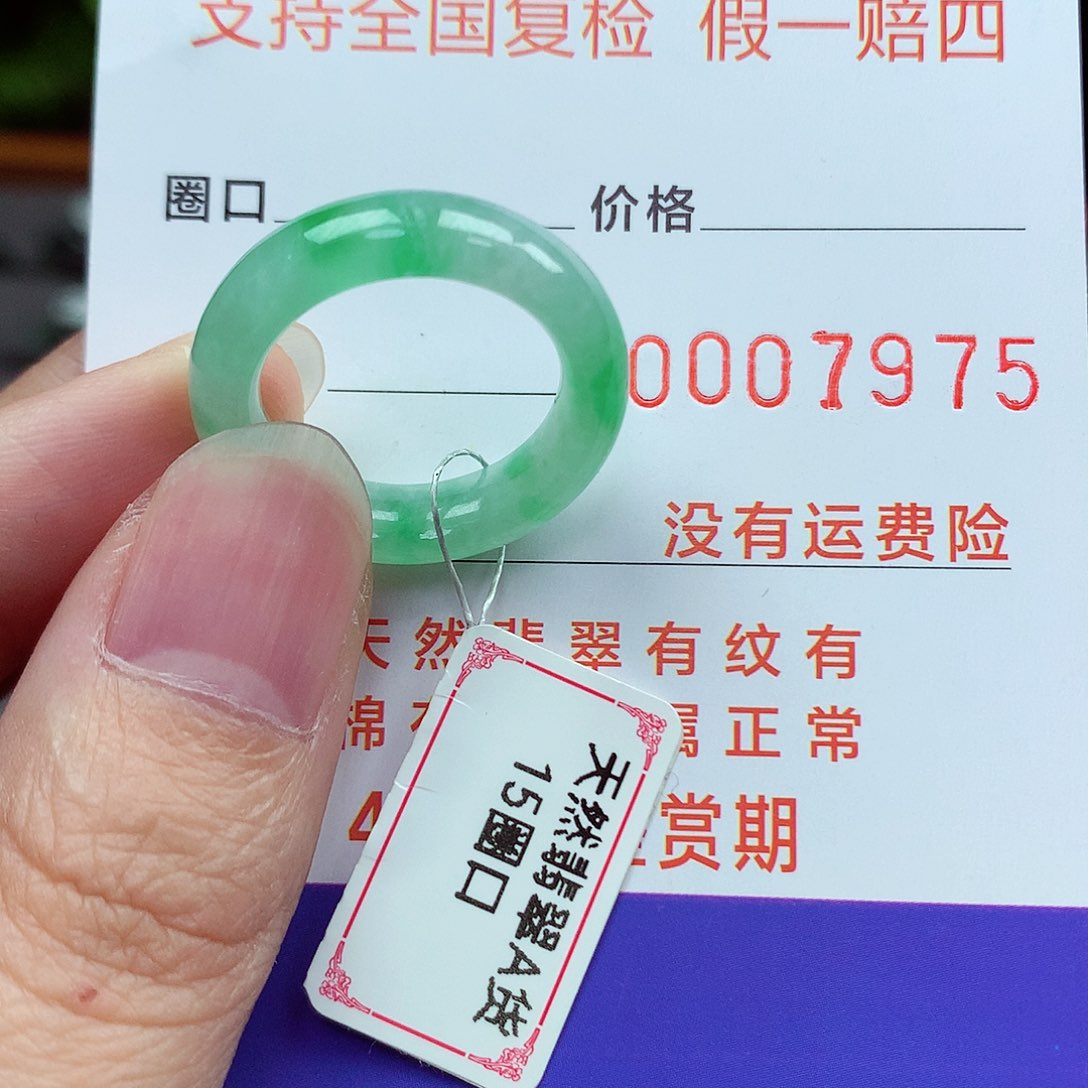 支持全国复检 假一赔四
圈口 价格
0007975
没有运费险
天然翡翠有纹有
棉 属正常
4 赏期
天然翡翠A货
15圈口